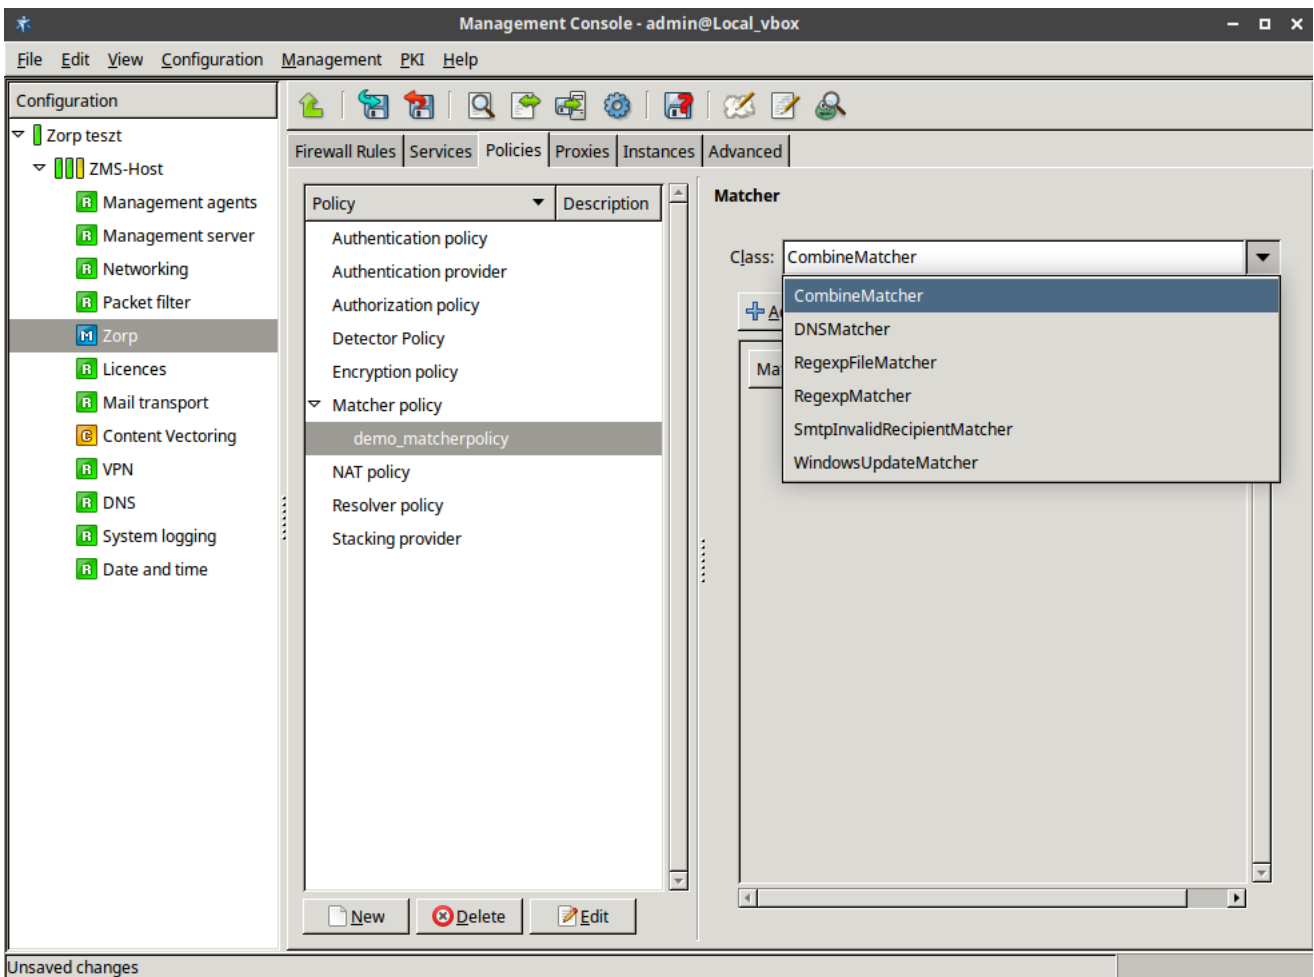 Management Console - admin@Local_vbox
File Edit View Configuration Management PKI Help
Configuration
Zorp teszt
ZMS-Host
R Management agents
R Management server
R Networking
R Packet filter
M Zorp
R Licences
R Mail transport
C Content Vectoring
R VPN
R DNS
R System logging
R Date and time
Firewall Rules Services Policies Proxies Instances Advanced
Policy Description
Authentication policy
Authentication provider
Authorization policy
Detector Policy
Encryption policy
Matcher policy
demo_matcherpolicy
NAT policy
Resolver policy
Stacking provider
New Delete Edit
Matcher
Class: CombineMatcher
CombineMatcher
DNSMatcher
RegexpFileMatcher
RegexpMatcher
SmtpInvalidRecipientMatcher
WindowsUpdateMatcher
Unsaved changes